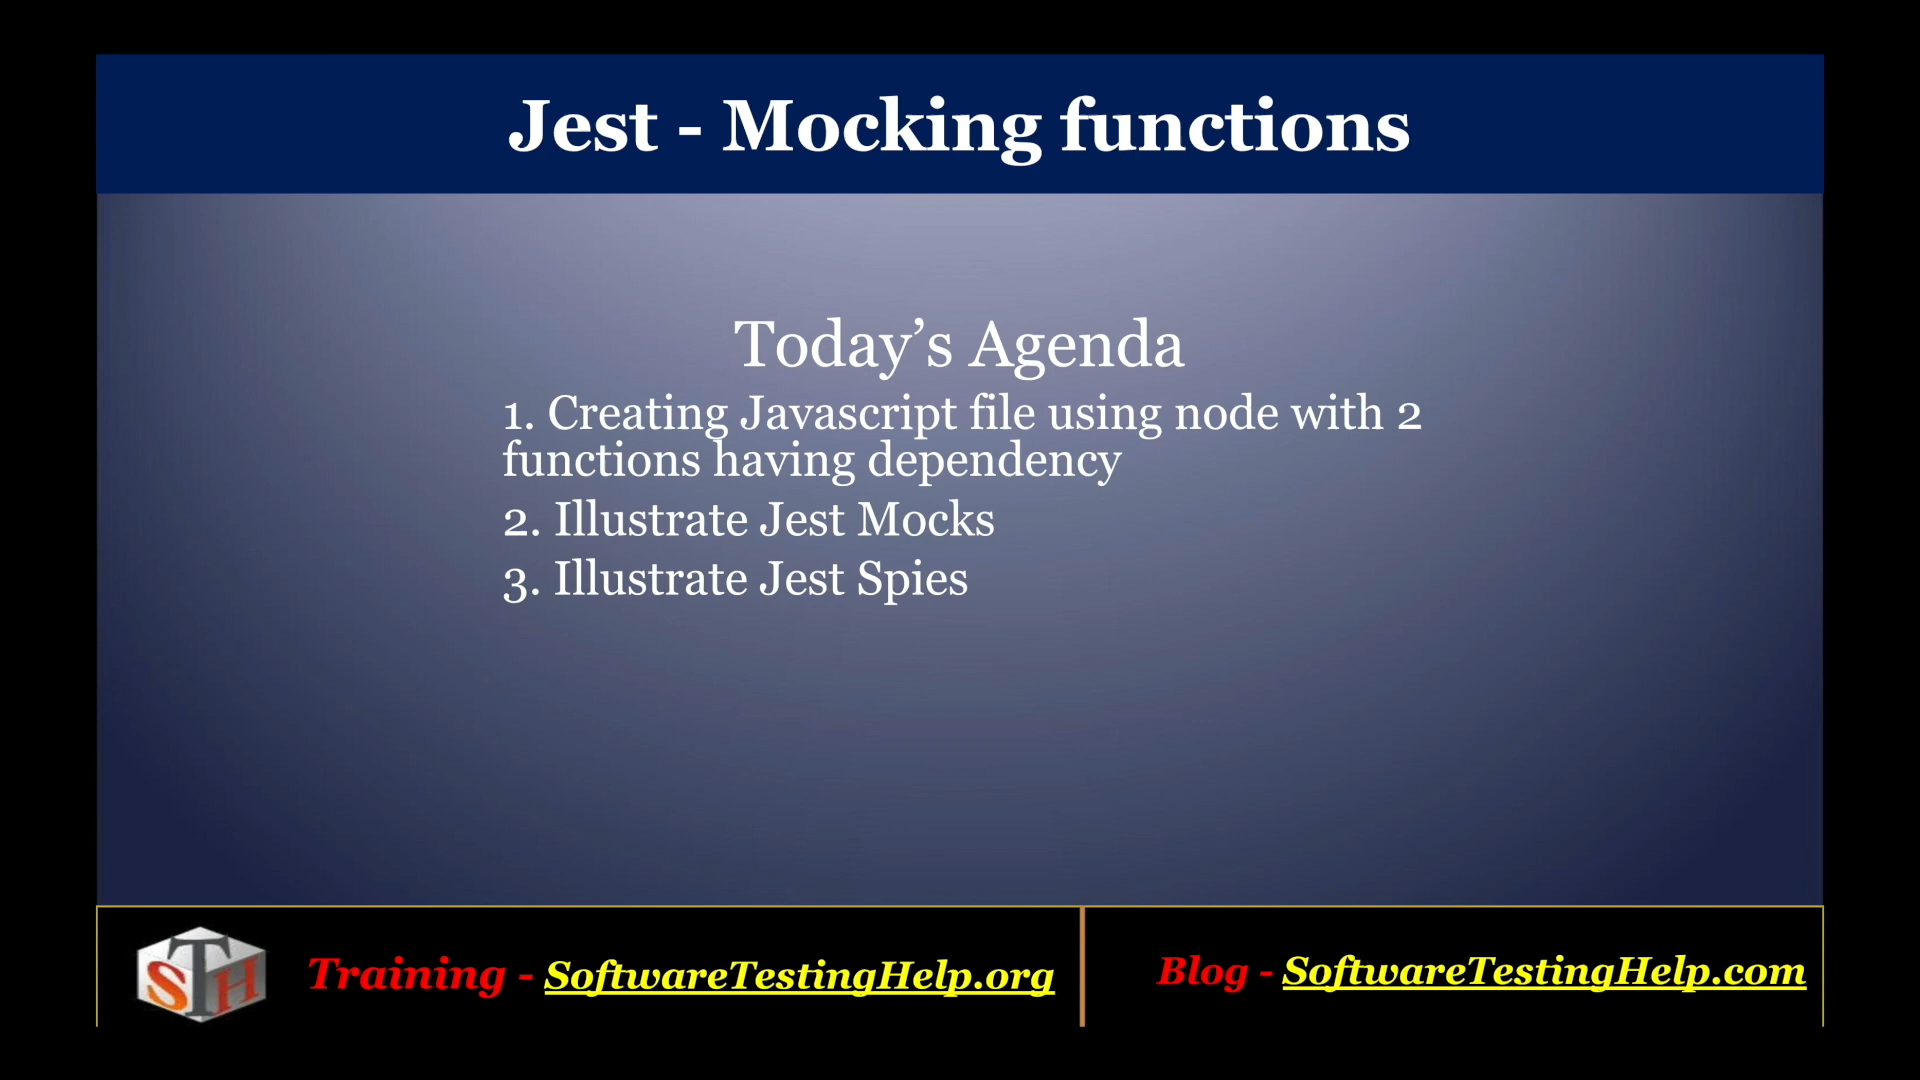 Jest - Mocking functions
Today’s Agenda
1. Creating Javascript file using node with 2
functions having dependency
2. Illustrate Jest Mocks
3. Illustrate Jest Spies
STH
Training - SoftwareTestingHelp.org
Blog - SoftwareTestingHelp.com